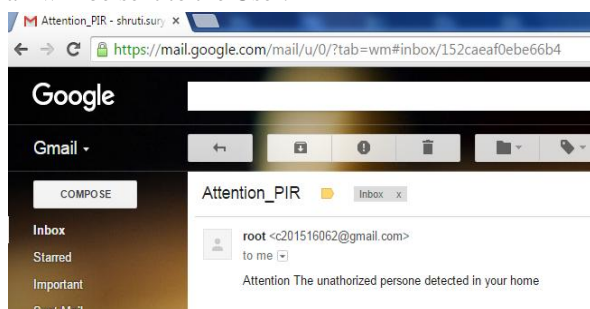 Attention_PIR - shruti.sury ×
https://mail.google.com/mail/u/0/?tab=wm#inbox/152caeaf0ebe66b4
Google
Gmail
COMPOSE
Attention_PIR Inbox x
Inbox
root <c201516062@gmail.com>
Starred
to me
Important
Attention The unathorized persone detected in your home